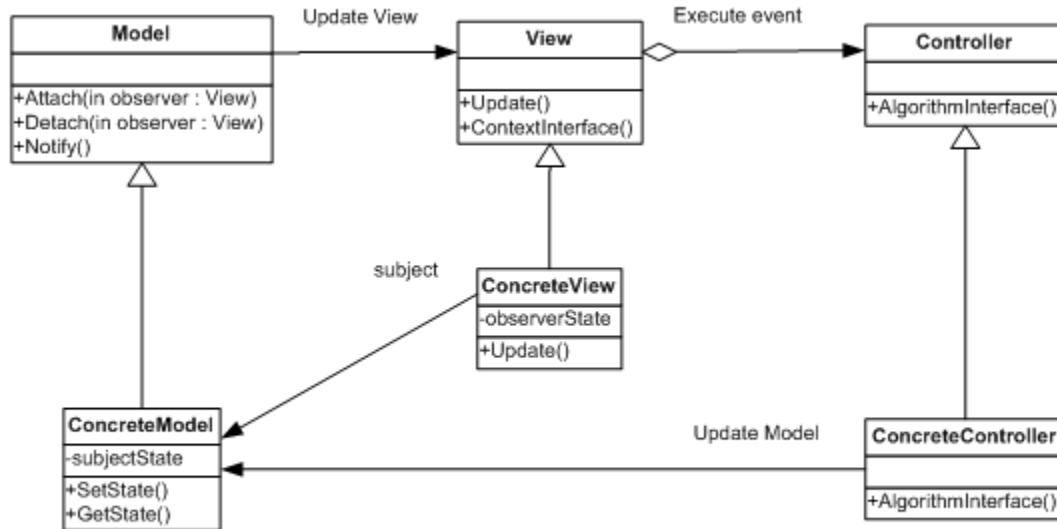 Update View
Execute event
Model
+Attach(in observer : View)
+Detach(in observer : View)
+Notify()
View
+Update()
+ContextInterface()
Controller
+AlgorithmInterface()
subject
ConcreteView
-observerState
+Update()
ConcreteModel
-subjectState
+SetState()
+GetState()
Update Model
ConcreteController
+AlgorithmInterface()